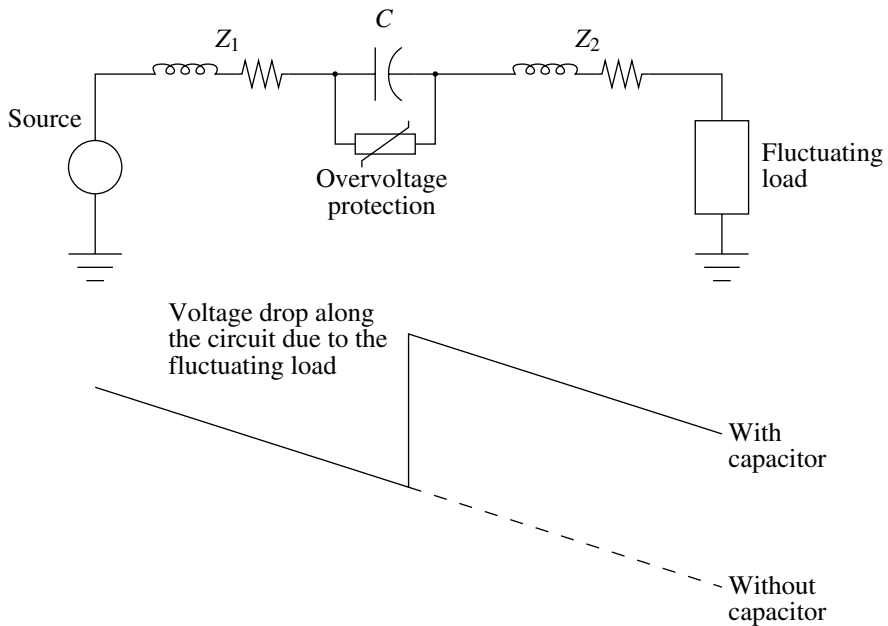 C
Z1
Z2
Source
Overvoltage
protection
Fluctuating
load
Voltage drop along
the circuit due to the
fluctuating load
With
capacitor
Without
capacitor